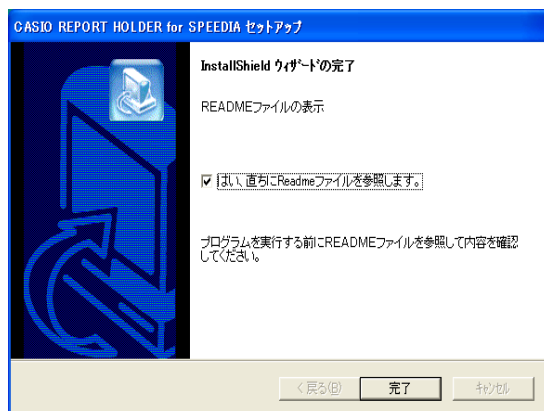 CASIO REPORT HOLDER for SPEEDIA セットアップ
InstallShield ウィザードの完了
READMEファイルの表示
はい、直ちにReadmeファイルを参照します。
プログラムを実行する前にREADMEファイルを参照して内容を確認
してください。
< 戻る(B)
完了
キャンセル